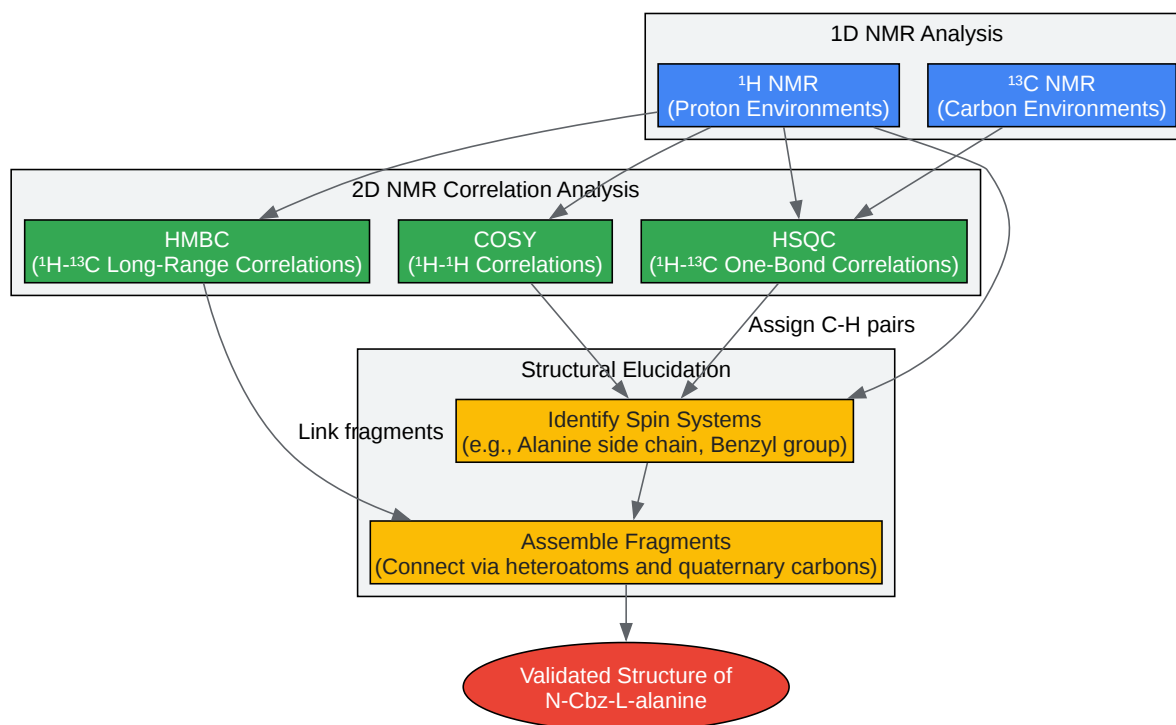 1D NMR Analysis
¹H NMR
(Proton Environments)
¹³C NMR
(Carbon Environments)
2D NMR Correlation Analysis
HMBC
(¹H-¹³C Long-Range Correlations)
COSY
(¹H-¹H Correlations)
HSQC
(¹H-¹³C One-Bond Correlations)
Assign C-H pairs
Structural Elucidation
Identify Spin Systems
(e.g., Alanine side chain, Benzyl group)
Link fragments
Assemble Fragments
(Connect via heteroatoms and quaternary carbons)
Validated Structure of
N-Cbz-L-alanine